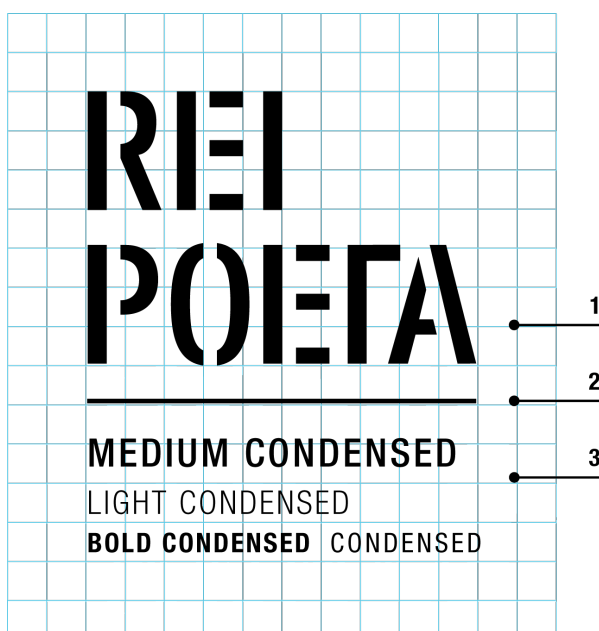 REI
POETA
1
2
MEDIUM CONDENSED
3
LIGHT CONDENSED
BOLD CONDENSED CONDENSED